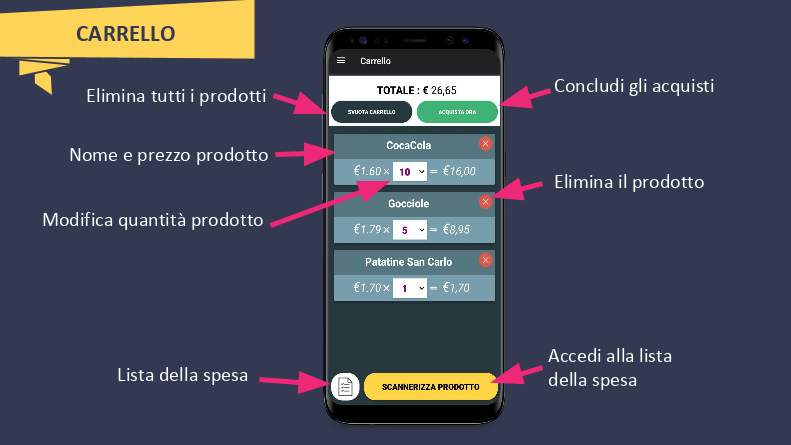 CARRELLO
Carrello
TOTALE : € 26,65
SVUOTA CARRELLO
ACQUISTA ORA
Elimina tutti i prodotti
Concludi gli acquisti
CocaCola
€1.60 × 10 = €16,00
Nome e prezzo prodotto
Elimina il prodotto
Gocciole
€1.79 × 5 = €8,95
Modifica quantità prodotto
Patatine San Carlo
€1.70 × 1 = €1,70
Lista della spesa
SCANNERIZZA PRODOTTO
Accedi alla lista
della spesa